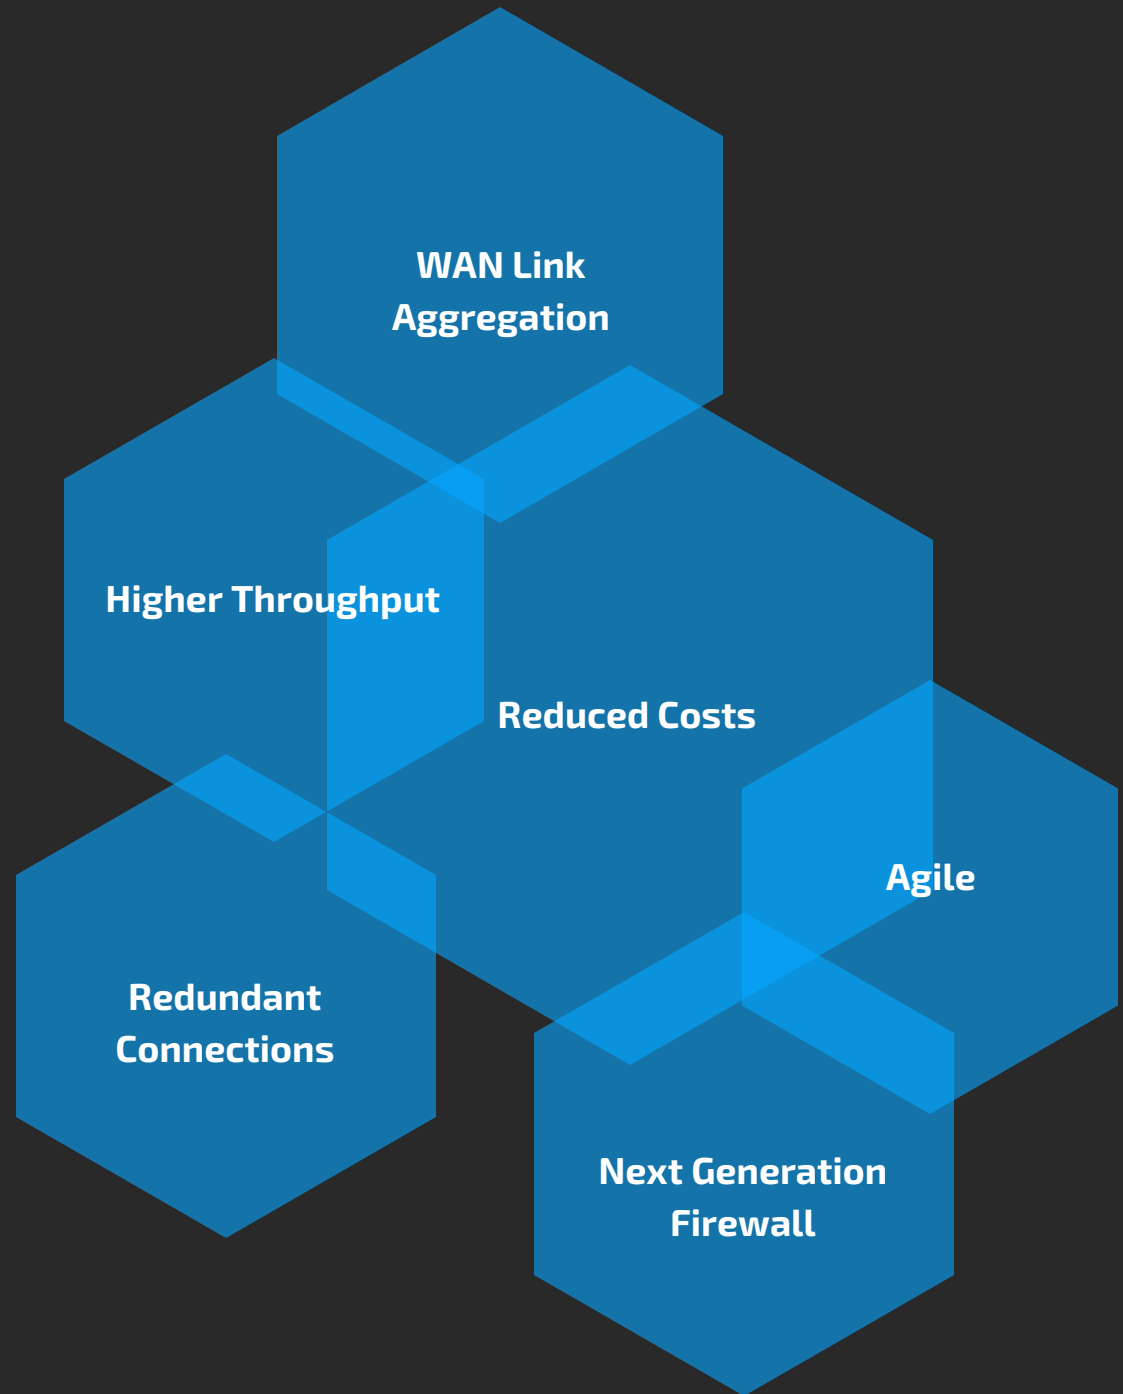 WAN Link
Aggregation
Higher Throughput
Reduced Costs
Agile
Redundant
Connections
Next Generation
Firewall